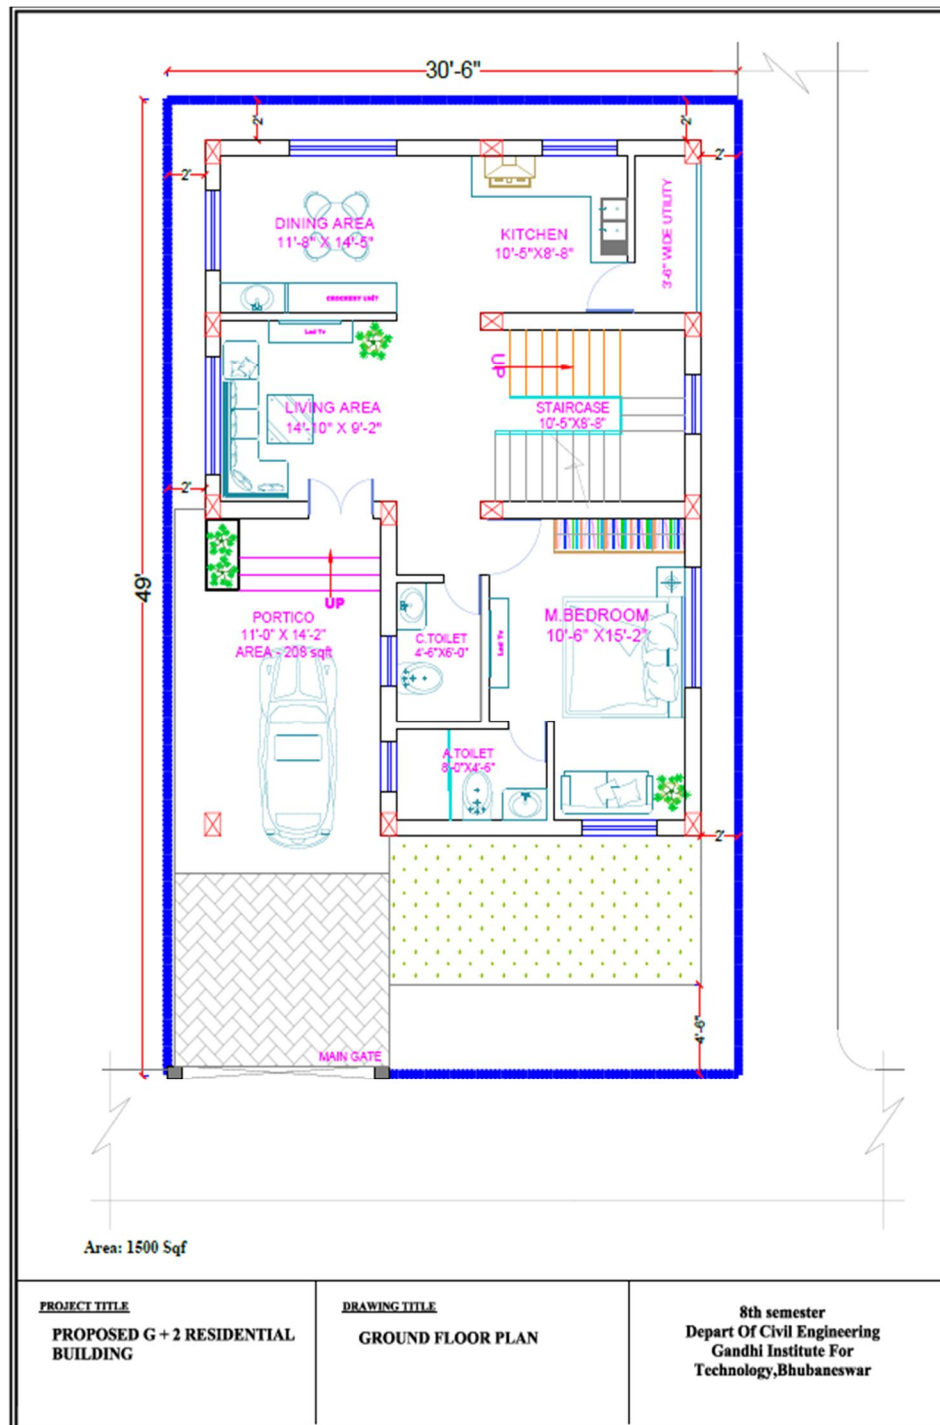 30'-6"
2'
2'
2'
2'
DINING AREA
11'-8" X 14'-5"
KITCHEN
10'-5"X8'-8"
3'-6" WIDE UTILITY
CROCKERY UNIT
Led Tv
UP
LIVING AREA
14'-10" X 9'-2"
STAIRCASE
10'-5"X8'-8"
2'
49'
UP
PORTICO
11'-0" X 14'-2"
AREA - 208 sqft
C.TOILET
4'-6"X6'-0"
Led Tv
M.BEDROOM
10'-6" X15'-2"
A.TOILET
8'-0"X4'-6"
2'
4'-6"
MAIN GATE
Area: 1500 Sqf
PROJECT TITLE
PROPOSED G + 2 RESIDENTIAL
BUILDING
DRAWING TITLE
GROUND FLOOR PLAN
8th semester
Depart Of Civil Engineering
Gandhi Institute For
Technology,Bhubaneswar